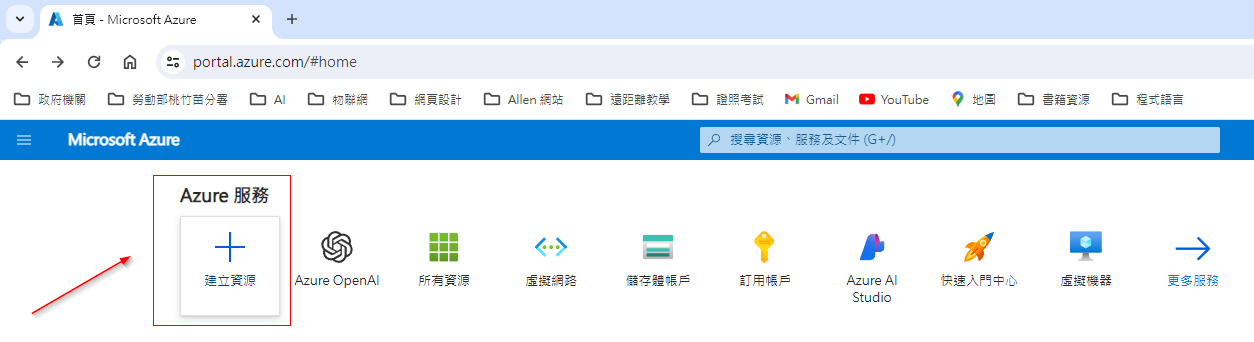 首頁 - Microsoft Azure
portal.azure.com/#home
政府機關 勞動部桃竹苗分署 AI 物聯網 網頁設計 Allen 網站 遠距離教學 證照考試 Gmail YouTube 地圖 書籍資源 程式語言
Microsoft Azure 搜尋資源、服務及文件 (G+/)
Azure 服務
建立資源 Azure OpenAI 所有資源 虛擬網路 儲存體帳戶 訂用帳戶 Azure AI Studio 快速入門中心 虛擬機器 更多服務